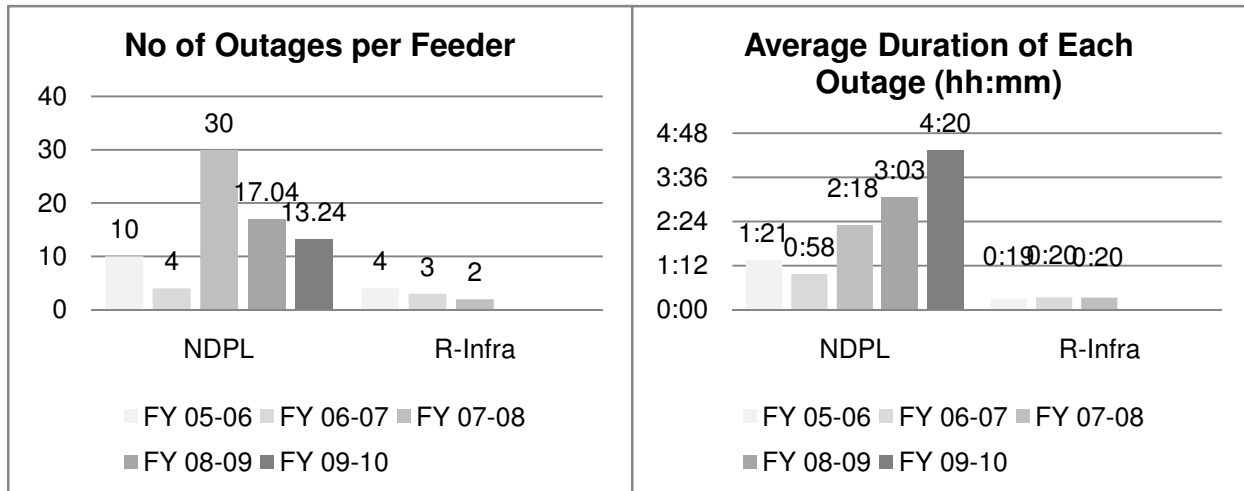 No of Outages per Feeder
40
30
20
10
0
10
4
30
17.04
13.24
4
3
2
NDPL
R-Infra
FY 05-06 FY 06-07 FY 07-08
FY 08-09 FY 09-10
Average Duration of Each
Outage (hh:mm)
4:48
3:36
2:24
1:12
0:00
1:21
0:58
2:18
3:03
4:20
0:19
0:20
0:20
NDPL
R-Infra
FY 05-06 FY 06-07 FY 07-08
FY 08-09 FY 09-10